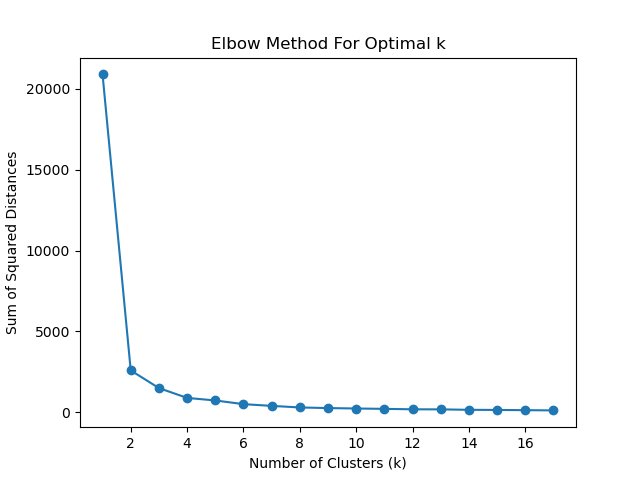 Elbow Method For Optimal k
20000
15000
10000
5000
0
Sum of Squared Distances
2 4 6 8 10 12 14 16
Number of Clusters (k)